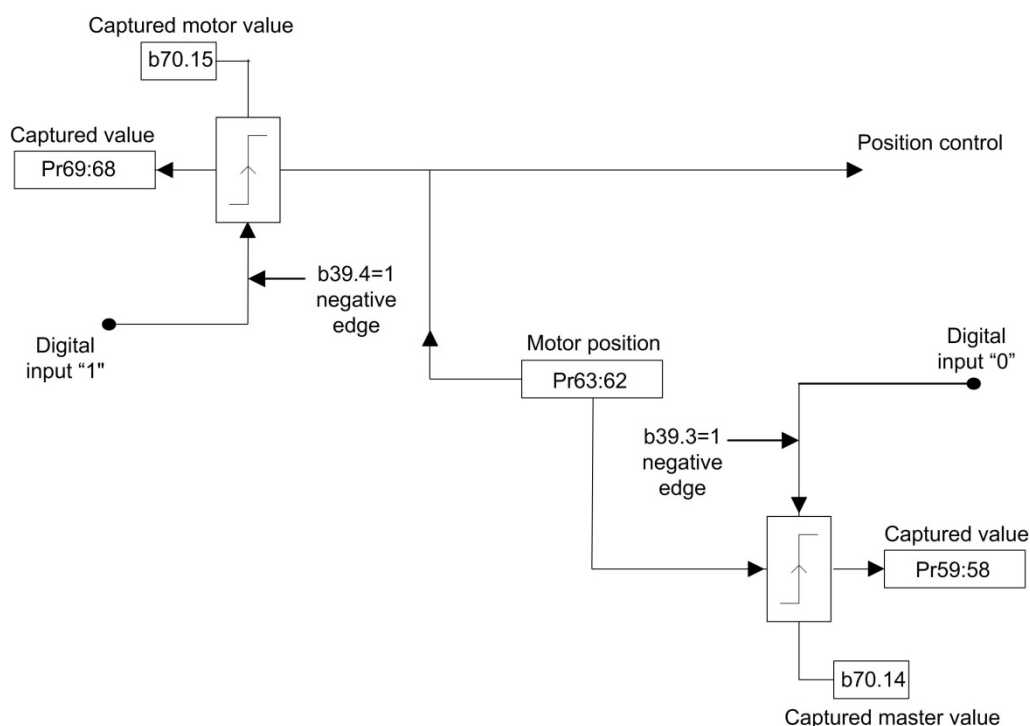 Captured motor value
b70.15
Captured value
Pr69:68
Position control
b39.4=1
negative
edge
Digital
input “1"
Motor position
Pr63:62
Digital
input “0”
b39.3=1
negative
edge
Captured value
Pr59:58
b70.14
Captured master value